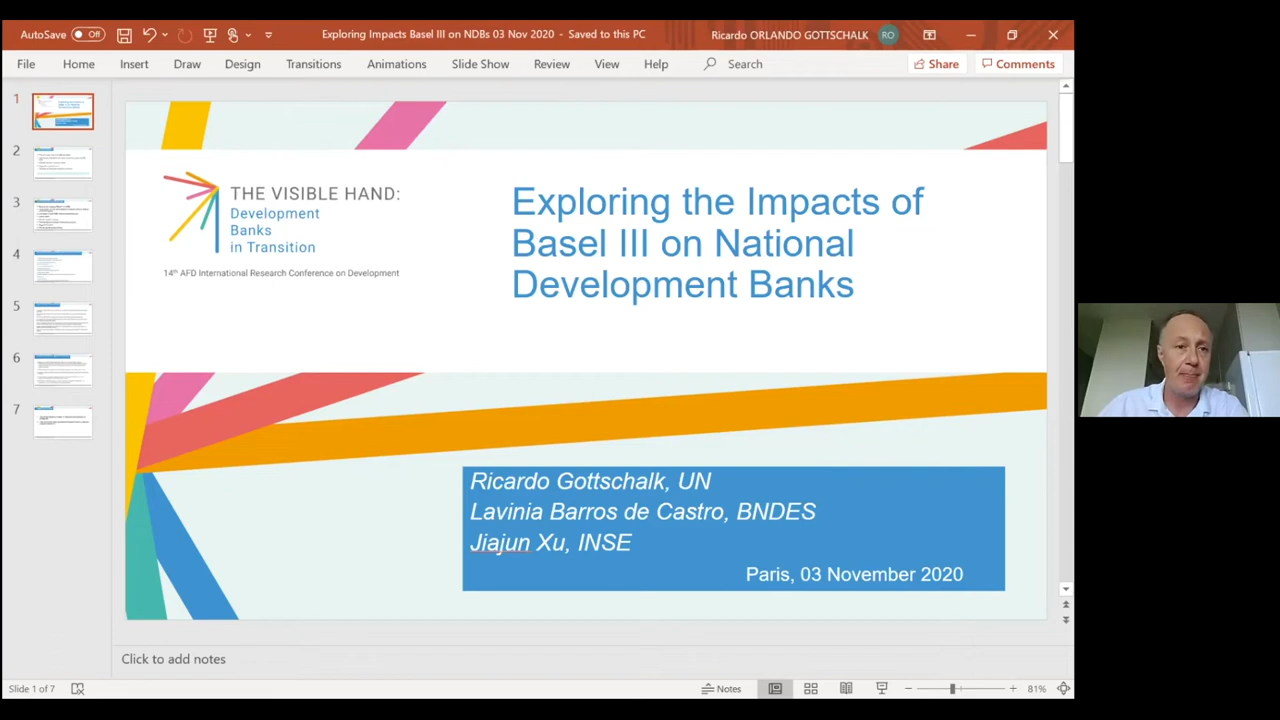 AutoSave Off
Exploring Impacts Basel III on NDBs 03 Nov 2020 - Saved to this PC
Ricardo ORLANDO GOTTSCHALK RO
File Home Insert Draw Design Transitions Animations Slide Show Review View Help Search Share Comments
1
2
3
4
5
6
7
THE VISIBLE HAND:
Development
Banks
in Transition
14th AFD International Research Conference on Development
Exploring the Impacts of
Basel III on National
Development Banks
Ricardo Gottschalk, UN
Lavinia Barros de Castro, BNDES
Jiajun Xu, INSE
Paris, 03 November 2020
Click to add notes
Slide 1 of 7
Notes
81%